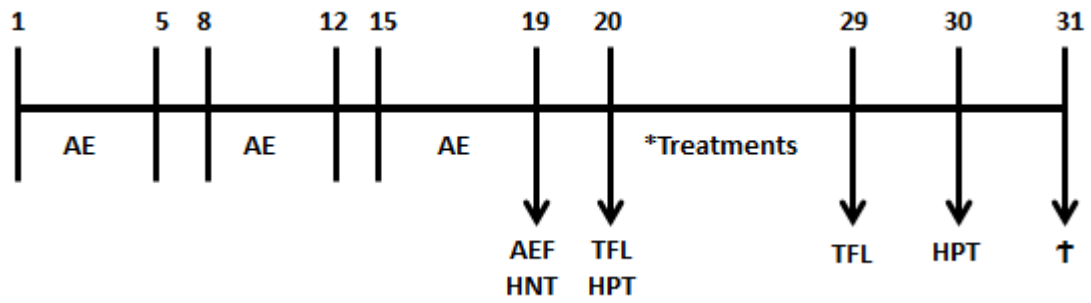 1 5 8 12 15 19 20 29 30 31
AE AE AE *Treatments
AEF TFL TFL HPT †
HNT HPT